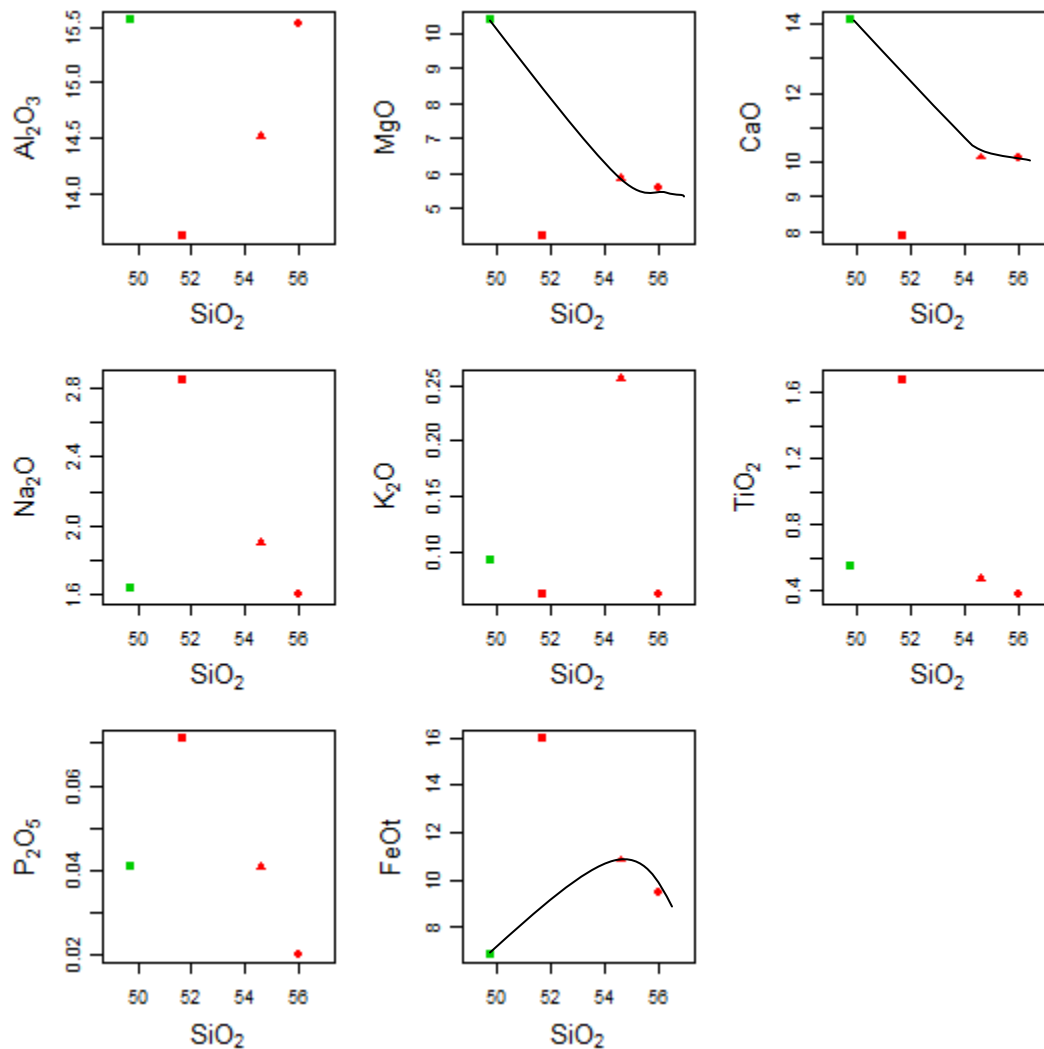 Al₂O₃
14.0 14.5 15.0 15.5
50 52 54 56
SiO₂
MgO
5 6 7 8 9 10
50 52 54 56
SiO₂
CaO
8 10 12 14
50 52 54 56
SiO₂
Na₂O
1.6 2.0 2.4 2.8
50 52 54 56
SiO₂
K₂O
0.10 0.15 0.20 0.25
50 52 54 56
SiO₂
TiO₂
0.4 0.8 1.2 1.6
50 52 54 56
SiO₂
P₂O₅
0.02 0.04 0.06
50 52 54 56
SiO₂
FeOt
8 10 12 14 16
50 52 54 56
SiO₂